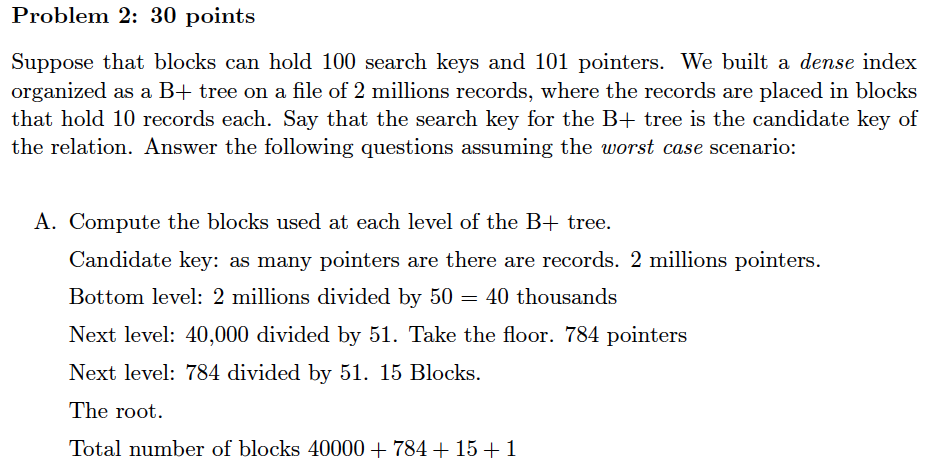 Problem 2: 30 points
Suppose that blocks can hold 100 search keys and 101 pointers. We built a dense index
organized as a B+ tree on a file of 2 millions records, where the records are placed in blocks
that hold 10 records each. Say that the search key for the B+ tree is the candidate key of
the relation. Answer the following questions assuming the worst case scenario:
A. Compute the blocks used at each level of the B+ tree.
Candidate key: as many pointers are there are records. 2 millions pointers.
Bottom level: 2 millions divided by 50 = 40 thousands
Next level: 40,000 divided by 51. Take the floor. 784 pointers
Next level: 784 divided by 51. 15 Blocks.
The root.
Total number of blocks 40000 + 784 + 15 + 1